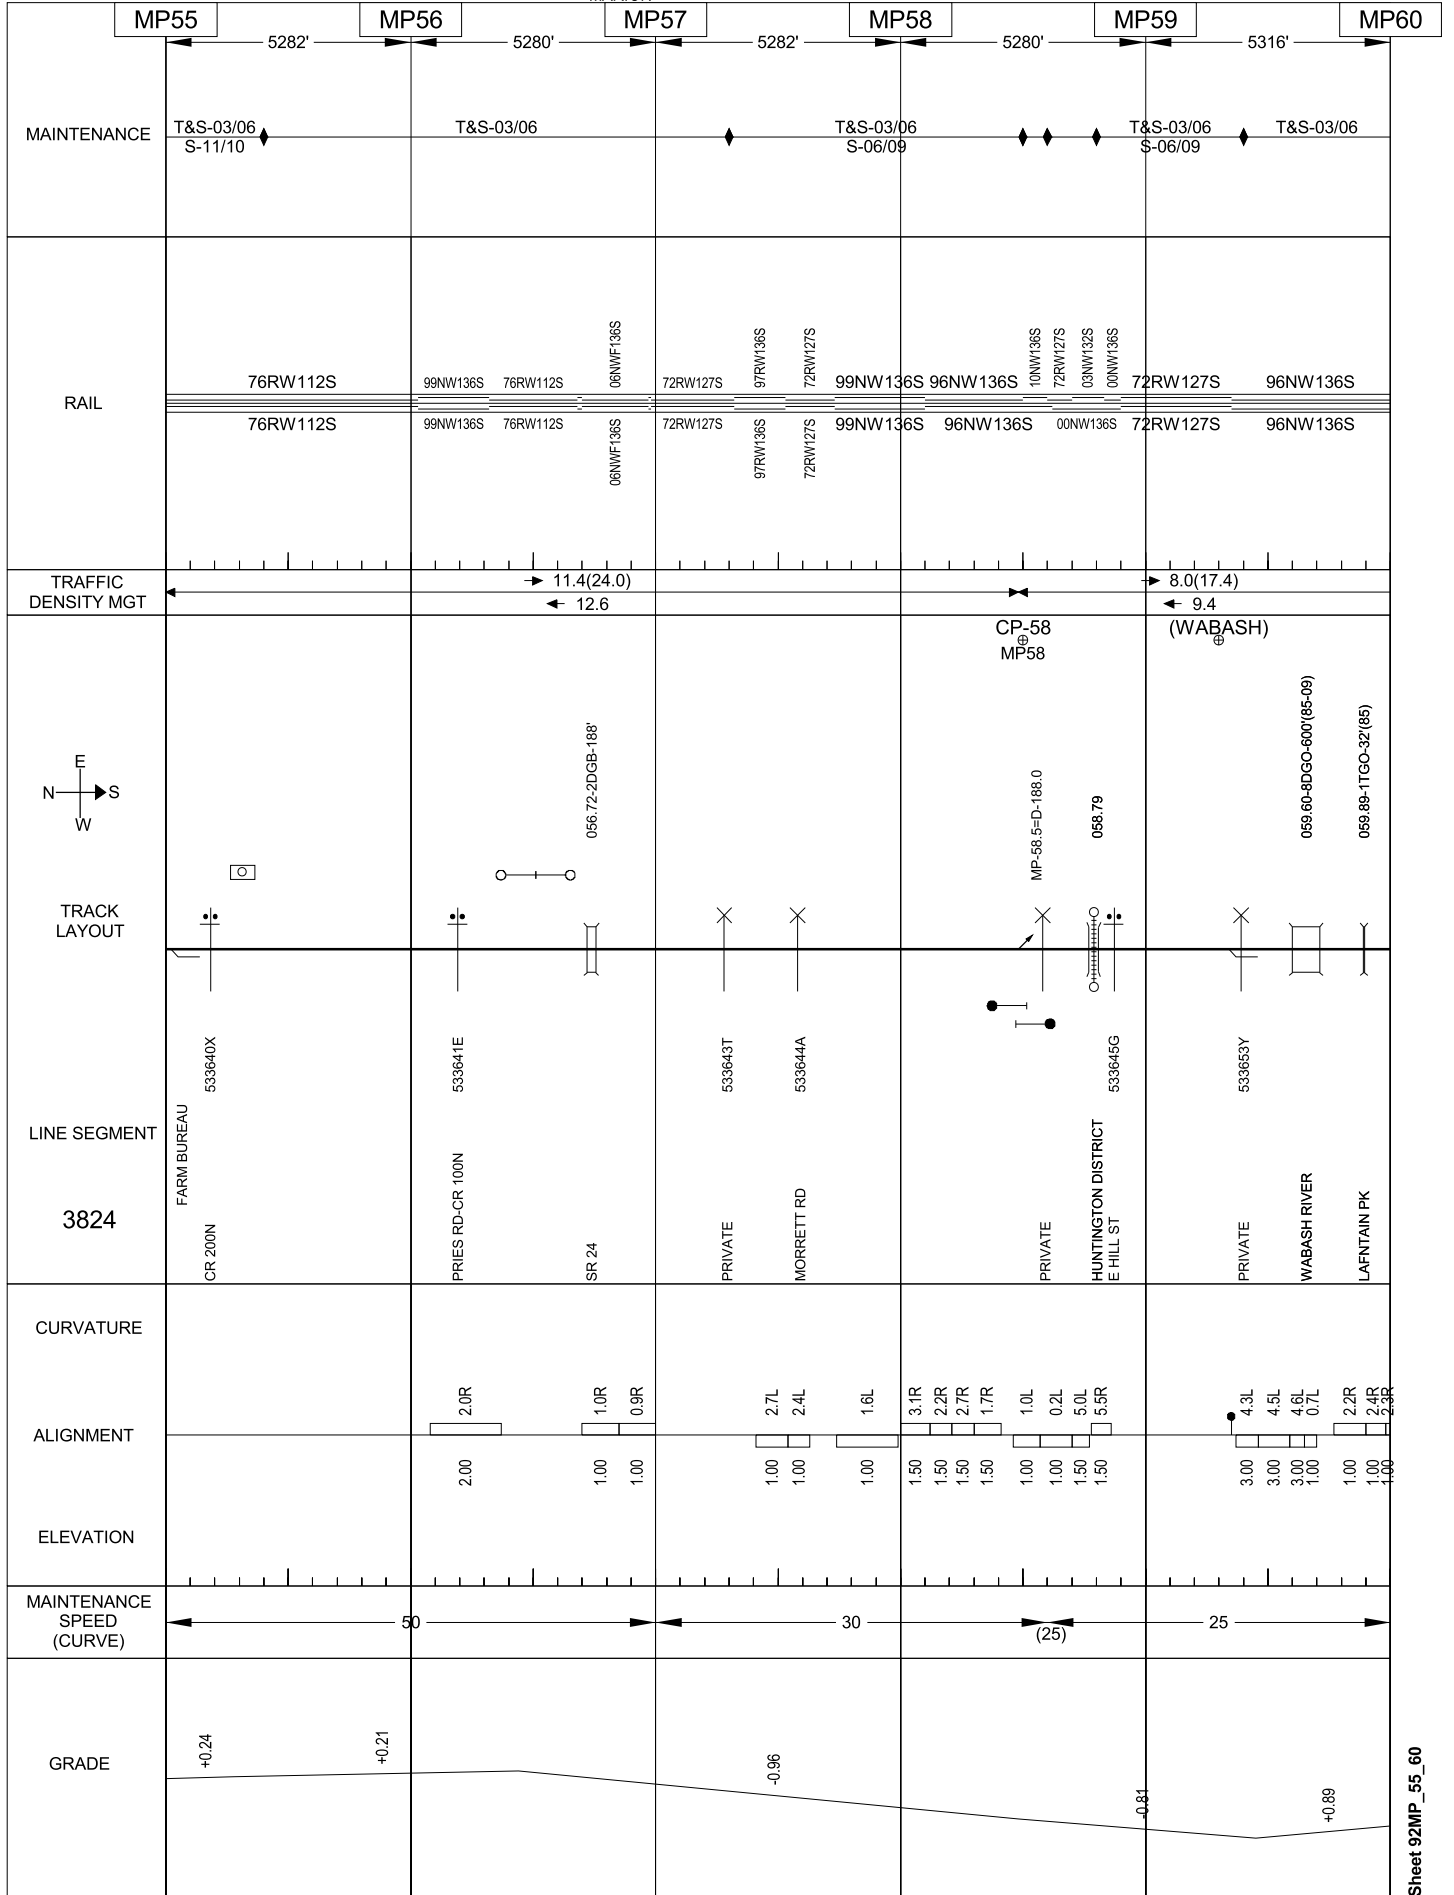 MP55 MP56 MP57 MP58 MP59 MP60
5282' 5280' 5282' 5280' 5316'
MAINTENANCE
T&S-03/06 T&S-03/06 T&S-03/06 T&S-03/06 T&S-03/06
S-11/10 S-06/09 S-06/09
RAIL
06NWF136S 97RW136S 72RW127S 10NW136S 72RW127S 03NW132S 00NW136S
76RW112S 99NW136S 76RW112S 72RW127S 99NW136S 96NW136S 72RW127S 96NW136S
76RW112S 99NW136S 76RW112S 72RW127S 99NW136S 96NW136S 00NW136S 72RW127S 96NW136S
06NWF136S 97RW136S 72RW127S
TRAFFIC
DENSITY MGT
11.4(24.0) 8.0(17.4)
12.6 9.4
CP-58 (WABASH)
MP58
E
N S
W
056.72-2DGB-188'
MP-58.5=D-188.0
058.79
059.60-8DGO-600'(85-09)
059.89-1TGO-32'(85)
TRACK
LAYOUT
533640X 533641E 533643T 533644A 533645G 533653Y
LINE SEGMENT
3824
FARM BUREAU
CR 200N
PRIES RD-CR 100N
SR 24
PRIVATE
MORRETT RD
PRIVATE
HUNTINGTON DISTRICT
E HILL ST
PRIVATE
WABASH RIVER
LAFNTAIN PK
CURVATURE
2.0R 1.0R 0.9R 2.7L 2.4L 1.6L 3.1R 2.2R 2.7R 1.7R 1.0L 0.2L 5.0L 5.5R 4.3L 4.5L 4.6L 0.7L 2.2R 2.4R 2.3R
ALIGNMENT
2.00 1.00 1.00 1.00 1.00 1.00 1.50 1.50 1.50 1.50 1.00 1.00 1.50 1.50 3.00 3.00 3.00 1.00 1.00 1.00 1.00
ELEVATION
MAINTENANCE
SPEED
(CURVE)
50 30 (25) 25
GRADE
+0.24 +0.21 -0.96 -0.81 +0.89
Sheet 92MP_55_60